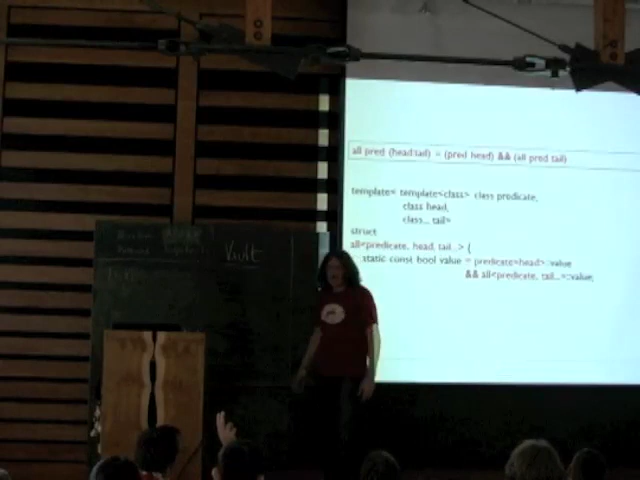 all pred (head:tail) = (pred head) && (all pred tail)
template< template<class> class predicate,
class head,
class... tail>
struct
all<predicate, head, tail...> {
static const bool value = predicate<head>::value
&& all<predicate, tail...>::value;
Vault